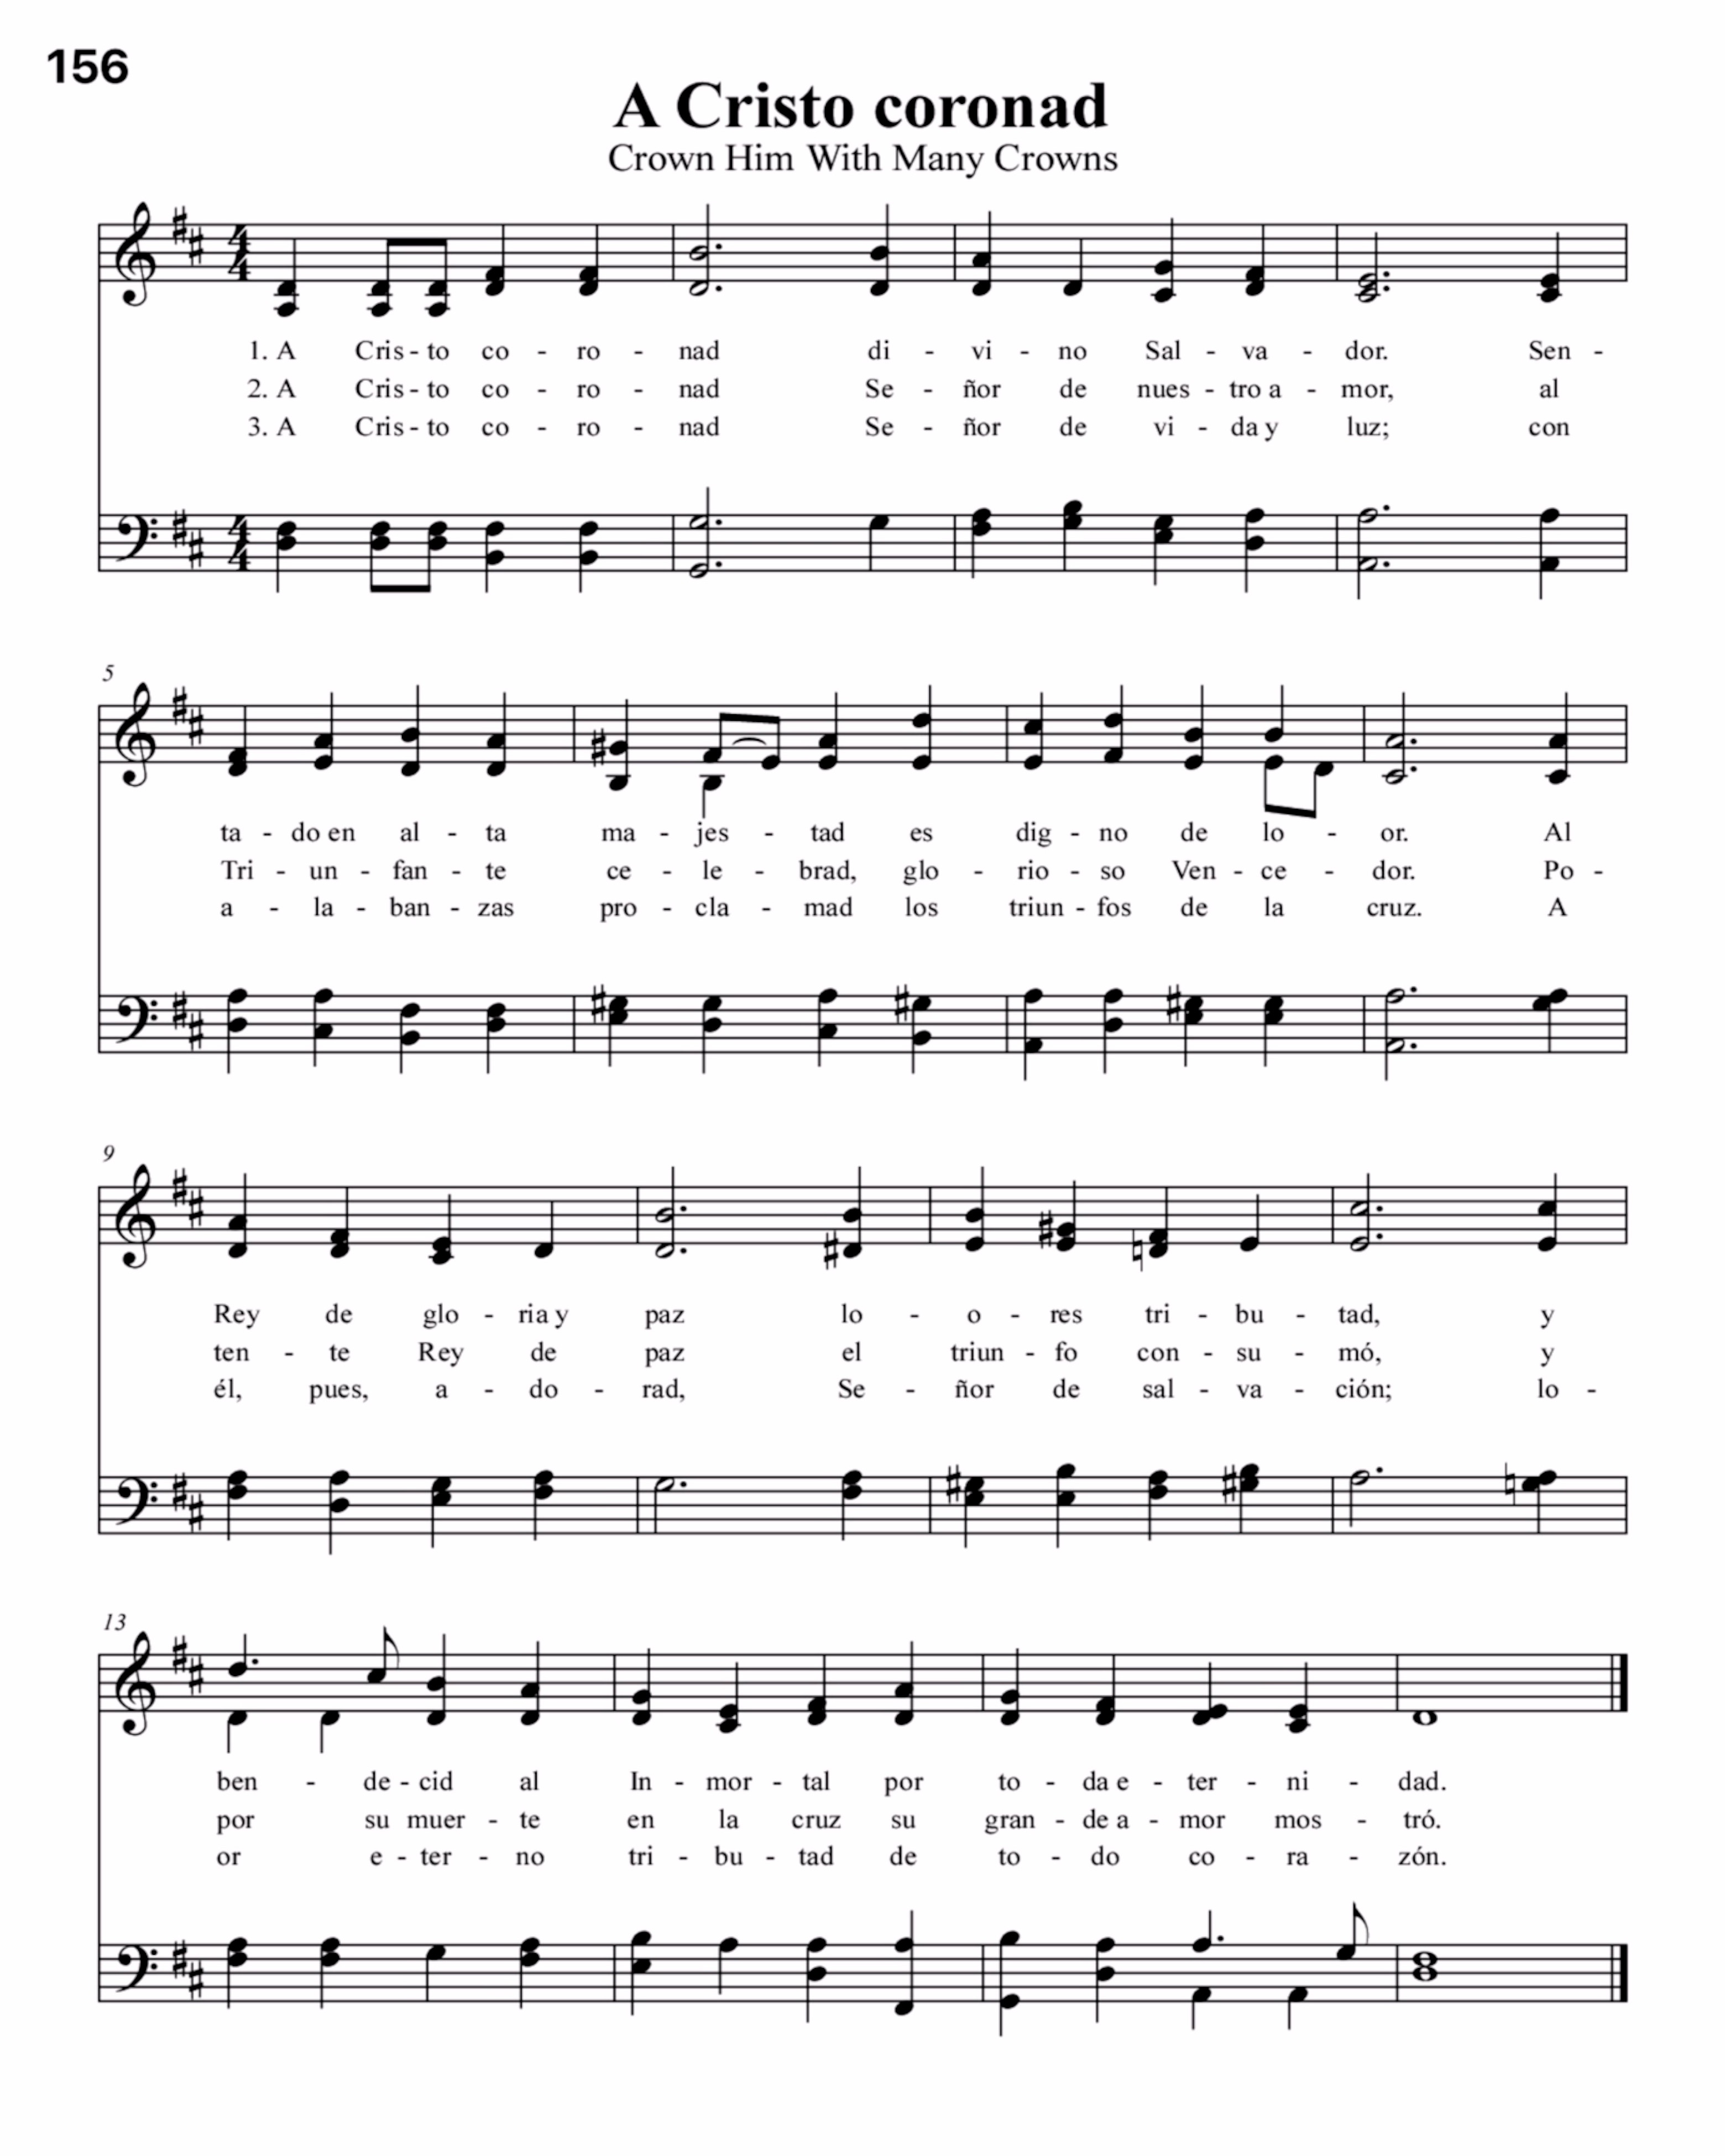 156
A Cristo coronad
Crown Him With Many Crowns
1. A Cris - to co - ro - nad di - vi - no Sal - va - dor. Sen -
2. A Cris - to co - ro - nad Se - ñor de nues - tro a - mor, al
3. A Cris - to co - ro - nad Se - ñor de vi - da y luz; con
5
ta - do en al - ta ma - jes - tad es dig - no de lo - or. Al
Tri - un - fan - te ce - le - brad, glo - rio - so Ven - ce - dor. Po -
a - la - ban - zas pro - cla - mad los triun - fos de la cruz. A
9
Rey de glo - ria y paz lo - o - res tri - bu - tad, y
ten - te Rey de paz el triun - fo con - su - mó, y
él, pues, a - do - rad, Se - ñor de sal - va - ción; lo -
13
ben - de - cid al In - mor - tal por to - da e - ter - ni - dad.
por su muer - te en la cruz su gran - de a - mor mos - tró.
or e - ter - no tri - bu - tad de to - do co - ra - zón.